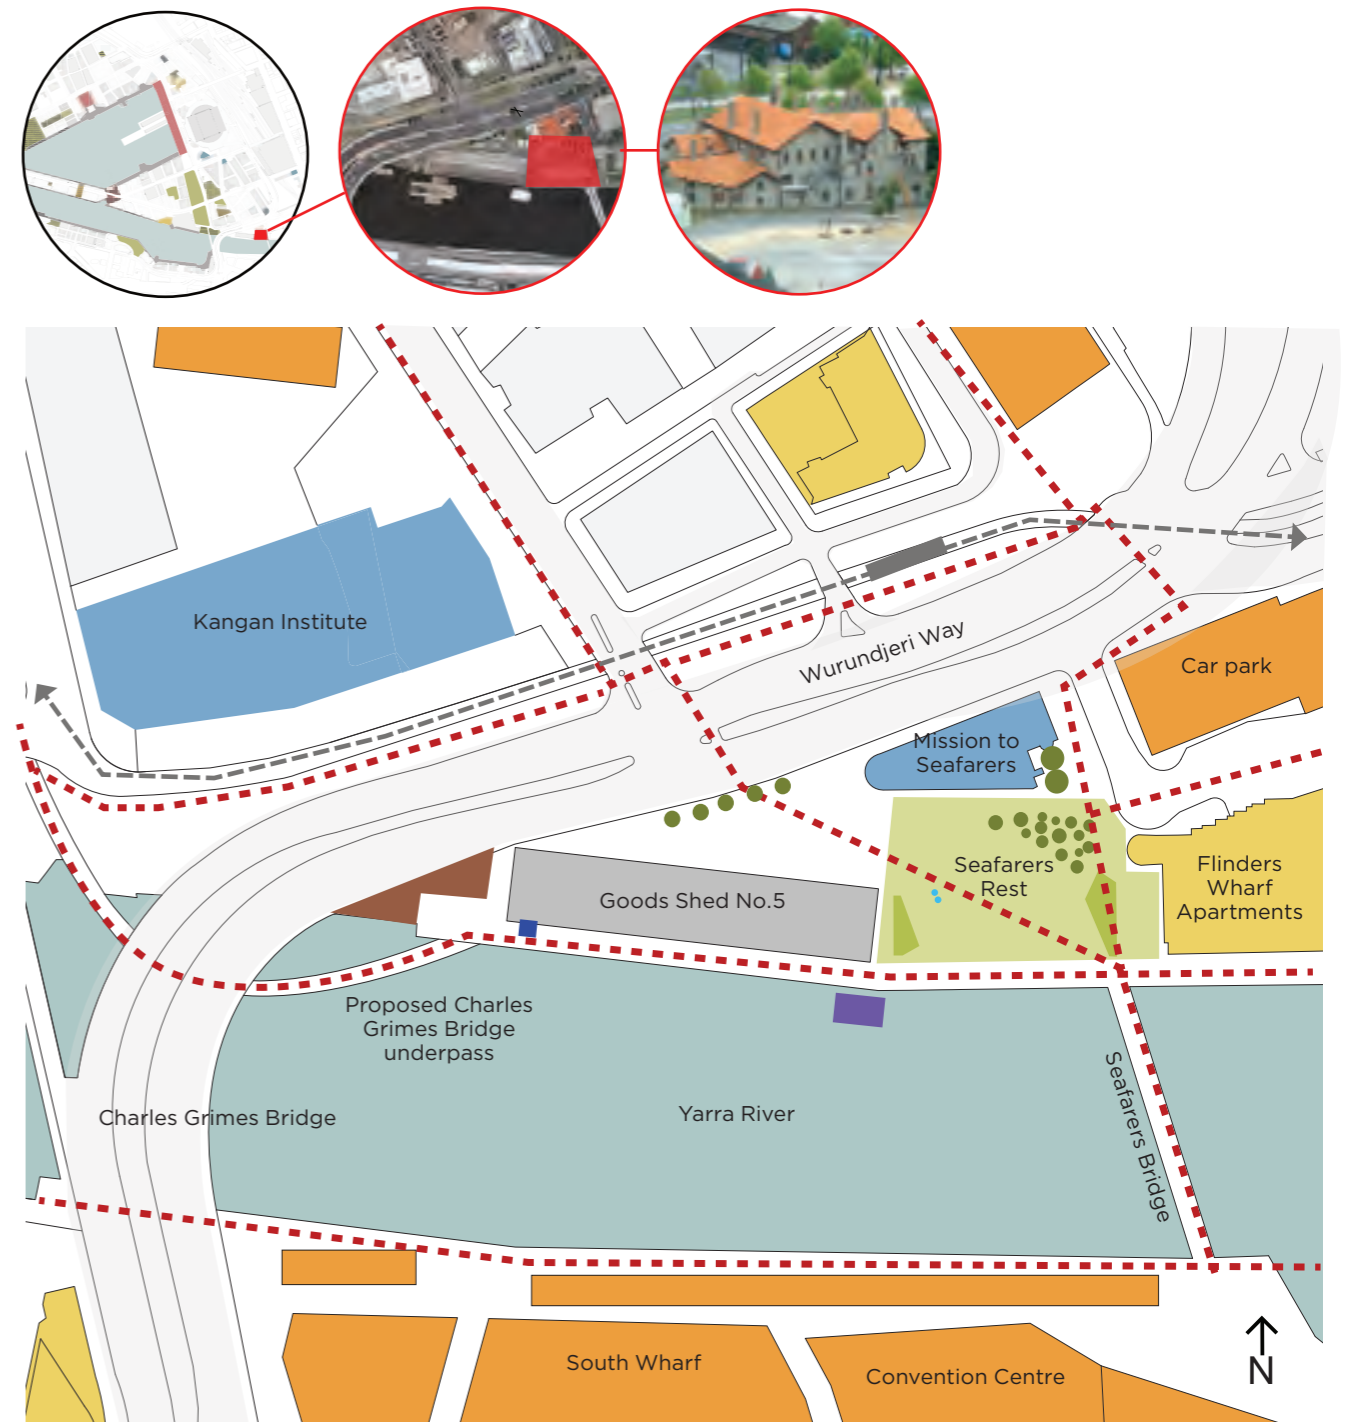 Kangan Institute
Wurundjeri Way
Car park
Mission to
Seafarers
Seafarers
Rest
Flinders
Wharf
Apartments
Goods Shed No.5
Proposed Charles
Grimes Bridge
underpass
Charles Grimes Bridge
Yarra River
Seafarers Bridge
South Wharf
Convention Centre
N